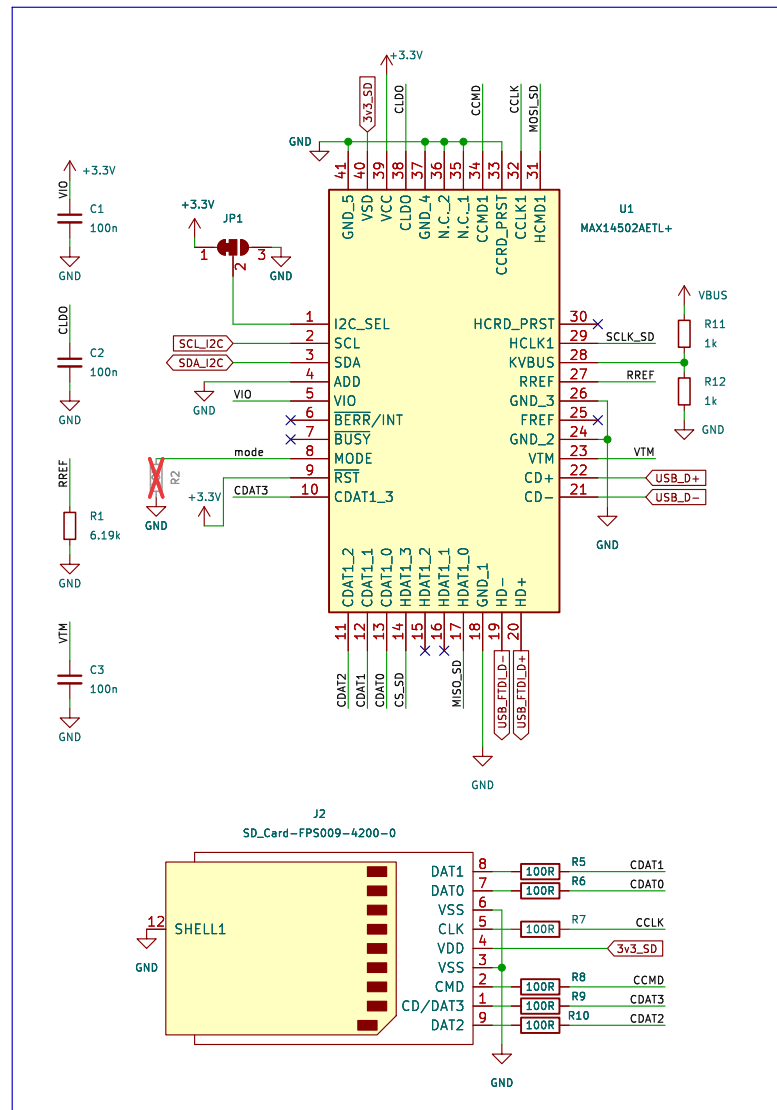 +3.3V
3v3_SD
CLDO
CCMD
CCLK
MOSI_SD
GND
41
40
39
38
37
36
35
34
33
32
31
GND_5
VSD
VCC
CLDO
GND_4
N.C._2
N.C._1
CCMD1
CCRD_PRST
CCLK1
HCMD1
U1
MAX14502AETL+
+3.3V
VIO
C1
100n
GND
+3.3V
JP1
1
2
3
GND
CLDO
C2
100n
GND
1 I2C_SEL
SCL_I2C 2 SCL
SDA_I2C 3 SDA
4 ADD
GND
VIO 5 VIO
6 BERR/INT
7 BUSY
mode 8 MODE
9 RST
CDAT3 10 CDAT1_3
R2
GND
+3.3V
HCRD_PRST 30
HCLK1 29 SCLK_SD
KVBUS 28
RREF 27 RREF
GND_3 26
FREF 25
GND_2 24
VTM 23 VTM
CD+ 22 USB_D+
CD- 21 USB_D-
GND
VBUS
R11
1k
R12
1k
GND
RREF
R1
6.19k
GND
VTM
C3
100n
GND
CDAT1_2
CDAT1_1
CDAT1_0
HDAT1_3
HDAT1_2
HDAT1_1
HDAT1_0
GND_1
HD-
HD+
11
12
13
14
15
16
17
18
19
20
CDAT2
CDAT1
CDAT0
CS_SD
MISO_SD
USB_FTDI_D-
USB_FTDI_D+
GND
J2
SD_Card-FPS009-4200-0
12
SHELL1
GND
DAT1 8 100R R5 CDAT1
DAT0 7 100R R6 CDAT0
VSS 6
CLK 5 100R R7 CCLK
VDD 4 3v3_SD
VSS 3
CMD 2 100R R8 CCMD
CD/DAT3 1 100R R9 CDAT3
DAT2 9 100R R10 CDAT2
GND